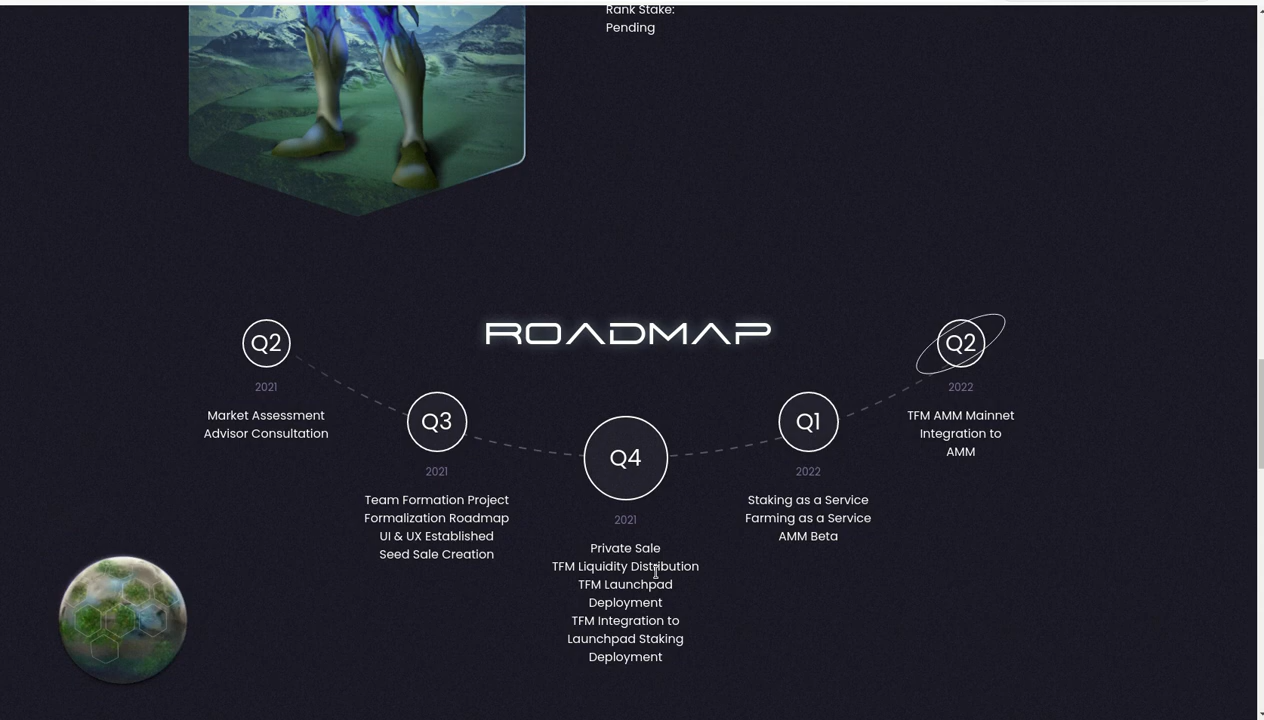 Rank Stake:
Pending
ROADMAP
Q2
2021
Market Assessment
Advisor Consultation
Q3
2021
Team Formation Project
Formalization Roadmap
UI & UX Established
Seed Sale Creation
Q4
2021
Private Sale
TFM Liquidity Distribution
TFM Launchpad
Deployment
TFM Integration to
Launchpad Staking
Deployment
Q1
2022
Staking as a Service
Farming as a Service
AMM Beta
Q2
2022
TFM AMM Mainnet
Integration to
AMM